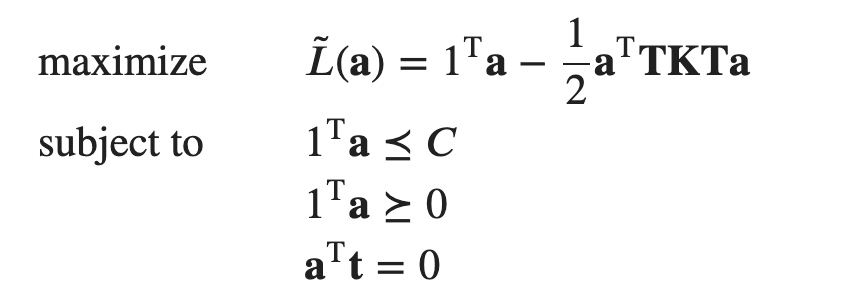 maximize L̃(𝐚) = 1ᵀ𝐚 − ½𝐚ᵀ𝐓𝐊𝐓𝐚
subject to 1ᵀ𝐚 ⪯ C
1ᵀ𝐚 ⪰ 0
𝐚ᵀ𝐭 = 0